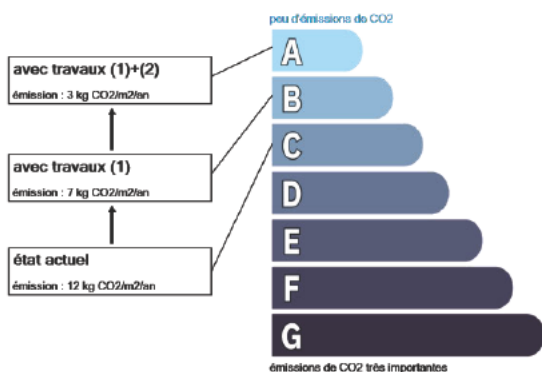 peu d'émissions de CO2
A
avec travaux (1)+(2)
émission : 3 kg CO2/m2/an
B
C
avec travaux (1)
émission : 7 kg CO2/m2/an
D
E
état actuel
émission : 12 kg CO2/m2/an
F
G
émissions de CO2 très importantes